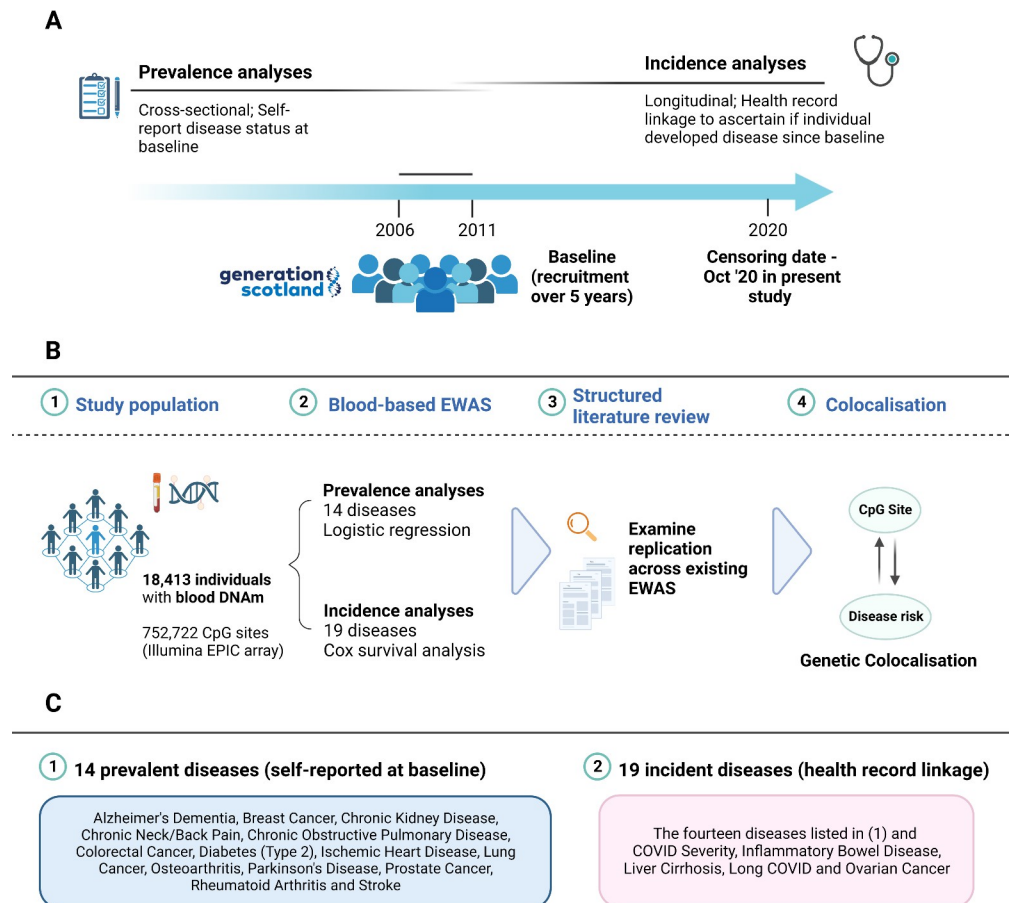 A
Prevalence analyses
Cross-sectional; Self-
report disease status at
baseline
Incidence analyses
Longitudinal; Health record
linkage to ascertain if individual
developed disease since baseline
2006
2011
2020
generation
scotland
Baseline
(recruitment
over 5 years)
Censoring date -
Oct '20 in present
study
B
1 Study population
2 Blood-based EWAS
3 Structured
literature review
4 Colocalisation
18,413 individuals
with blood DNAm
752,722 CpG sites
(Illumina EPIC array)
Prevalence analyses
14 diseases
Logistic regression
Incidence analyses
19 diseases
Cox survival analysis
Examine
replication
across existing
EWAS
CpG Site
Disease risk
Genetic Colocalisation
C
1 14 prevalent diseases (self-reported at baseline)
Alzheimer's Dementia, Breast Cancer, Chronic Kidney Disease,
Chronic Neck/Back Pain, Chronic Obstructive Pulmonary Disease,
Colorectal Cancer, Diabetes (Type 2), Ischemic Heart Disease, Lung
Cancer, Osteoarthritis, Parkinson's Disease, Prostate Cancer,
Rheumatoid Arthritis and Stroke
2 19 incident diseases (health record linkage)
The fourteen diseases listed in (1) and
COVID Severity, Inflammatory Bowel Disease,
Liver Cirrhosis, Long COVID and Ovarian Cancer